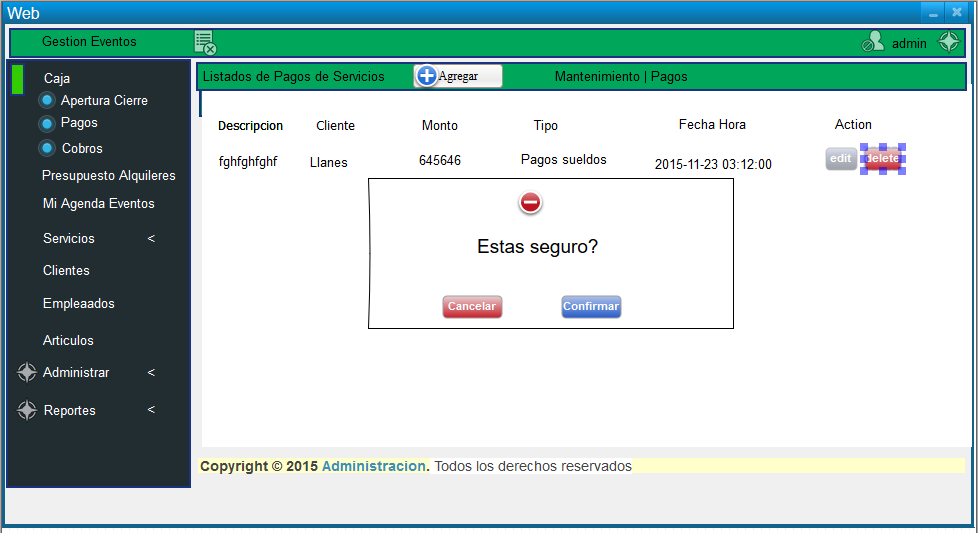 Web
Gestion Eventos
admin
Caja
Apertura Cierre
Pagos
Cobros
Presupuesto Alquileres
Mi Agenda Eventos
Servicios <
Clientes
Empleaados
Articulos
Administrar <
Reportes <
Listados de Pagos de Servicios
Agregar
Mantenimiento | Pagos
Descripcion Cliente Monto Tipo Fecha Hora Action
fghfghfghf Llanes 645646 Pagos sueldos 2015-11-23 03:12:00 edit delete
Estas seguro?
Cancelar Confirmar
Copyright © 2015 Administracion. Todos los derechos reservados